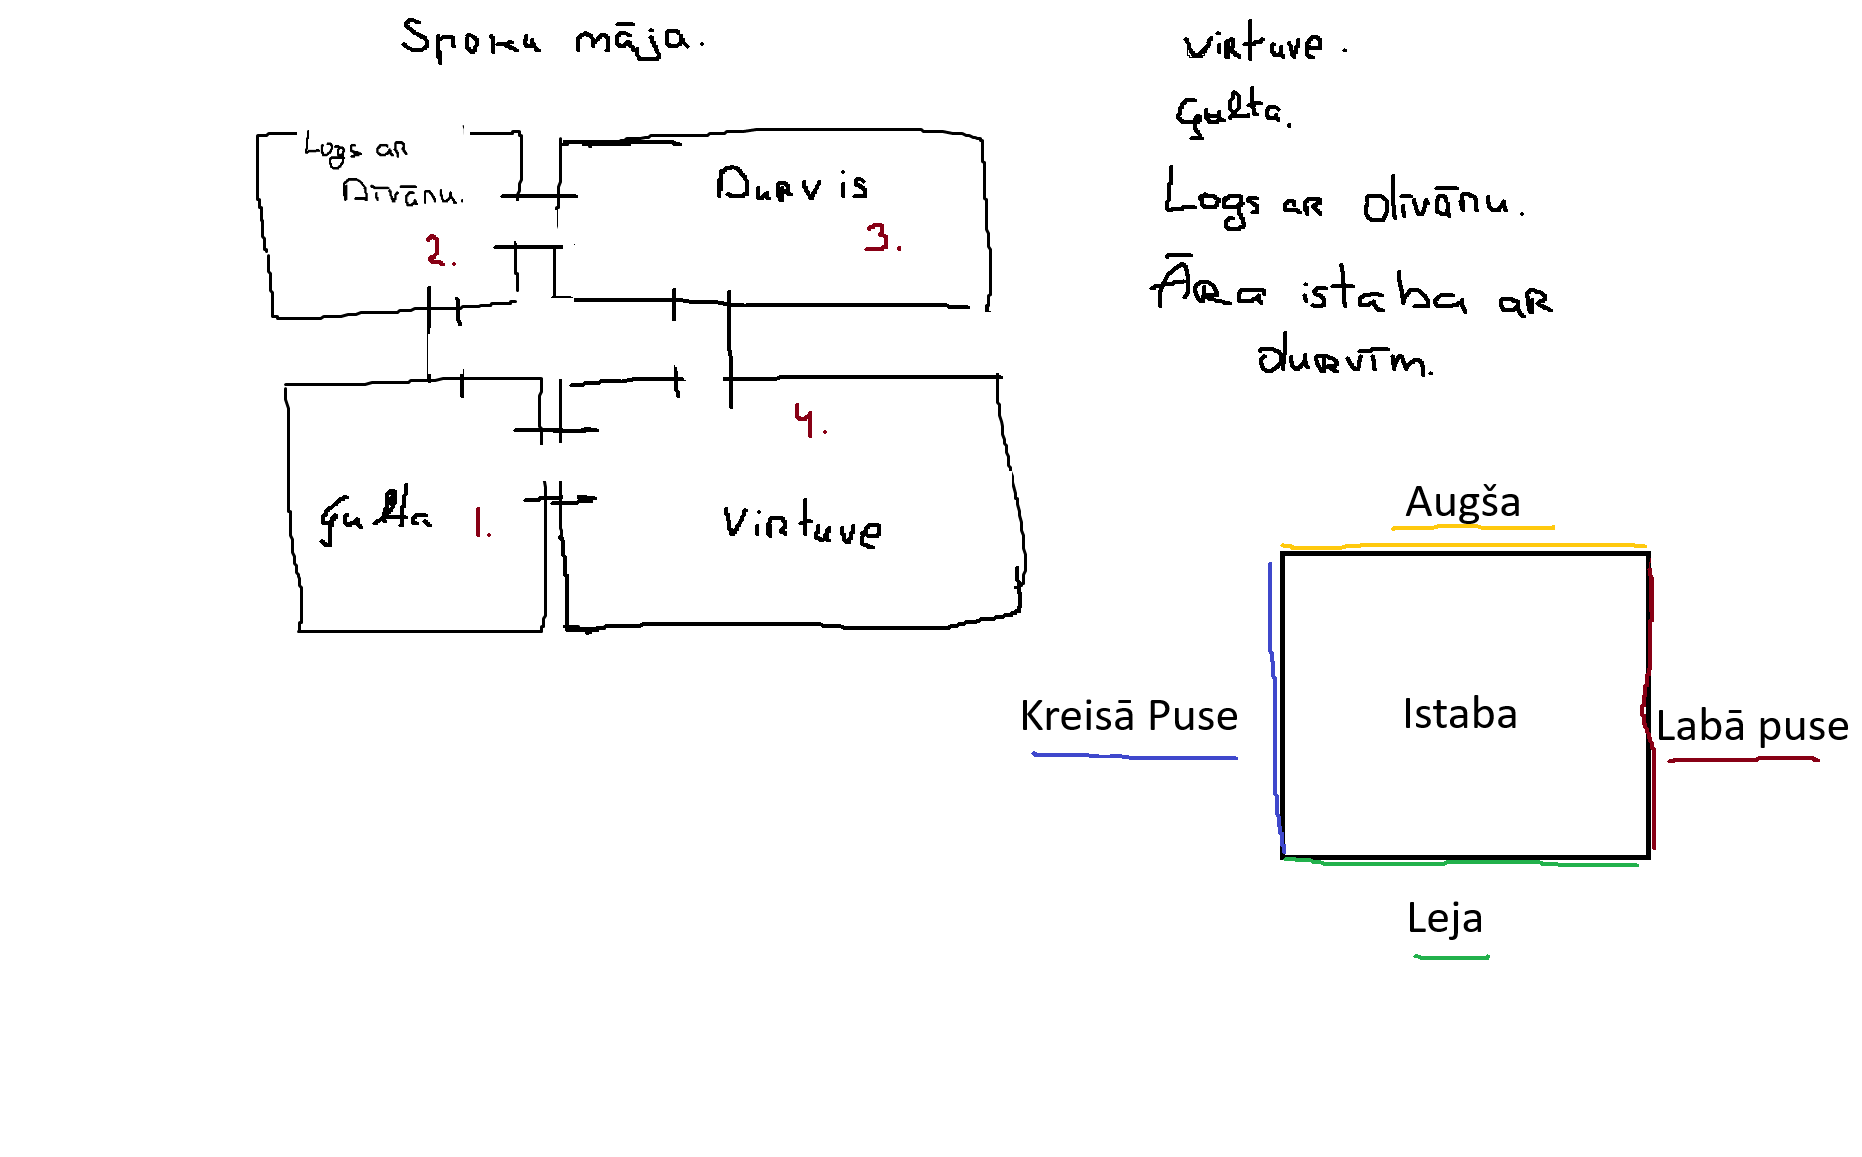 Spoku māja.
Logs ar
Dīvānu.
2.
Durvis
3.
Gulta 1.
4.
Virtuve
virtuve.
Gulta.
Logs ar dīvānu.
Āra istaba ar
durvīm.
Augša
Kreisā Puse
Istaba
Labā puse
Leja